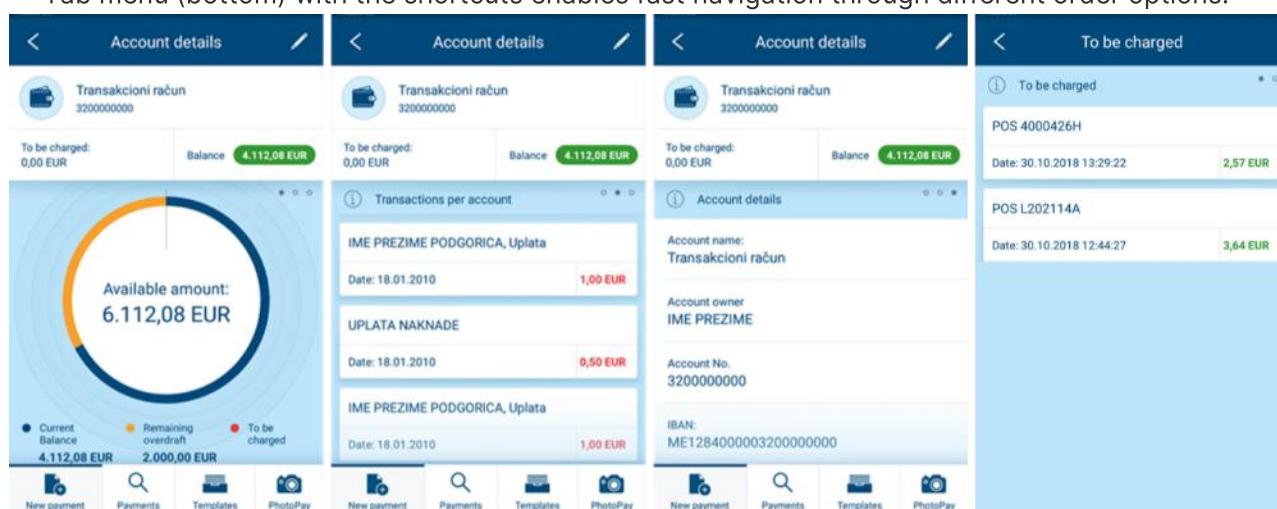 Tab menu (bottom) with the shortcuts enables fast navigation through different order options.
Account details
Transakcioni račun
3200000000
To be charged:
0,00 EUR
Balance
4.112,08 EUR
Available amount:
6.112,08 EUR
Current
Balance
4.112,08 EUR
Remaining
overdraft
2.000,00 EUR
To be
charged
New payment
Payments
Templates
PhotoPay
Account details
Transakcioni račun
3200000000
To be charged:
0,00 EUR
Balance
4.112,08 EUR
Transactions per account
IME PREZIME PODGORICA, Uplata
Date: 18.01.2010
1,00 EUR
UPLATA NAKNADE
Date: 18.01.2010
0,50 EUR
IME PREZIME PODGORICA, Uplata
Date: 18.01.2010
1,00 EUR
New payment
Payments
Templates
PhotoPay
Account details
Transakcioni račun
3200000000
To be charged:
0,00 EUR
Balance
4.112,08 EUR
Account details
Account name:
Transakcioni račun
Account owner
IME PREZIME
Account No.
3200000000
IBAN:
ME1284000003200000000
New payment
Payments
Templates
PhotoPay
To be charged
To be charged
POS 4000426H
Date: 30.10.2018 13:29:22
2,57 EUR
POS L202114A
Date: 30.10.2018 12:44:27
3,64 EUR